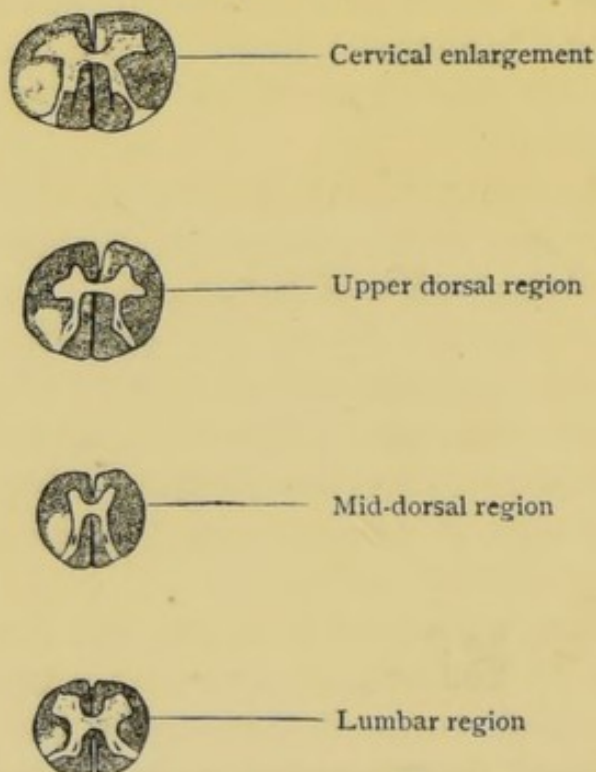 Cervical enlargement
Upper dorsal region
Mid-dorsal region
Lumbar region